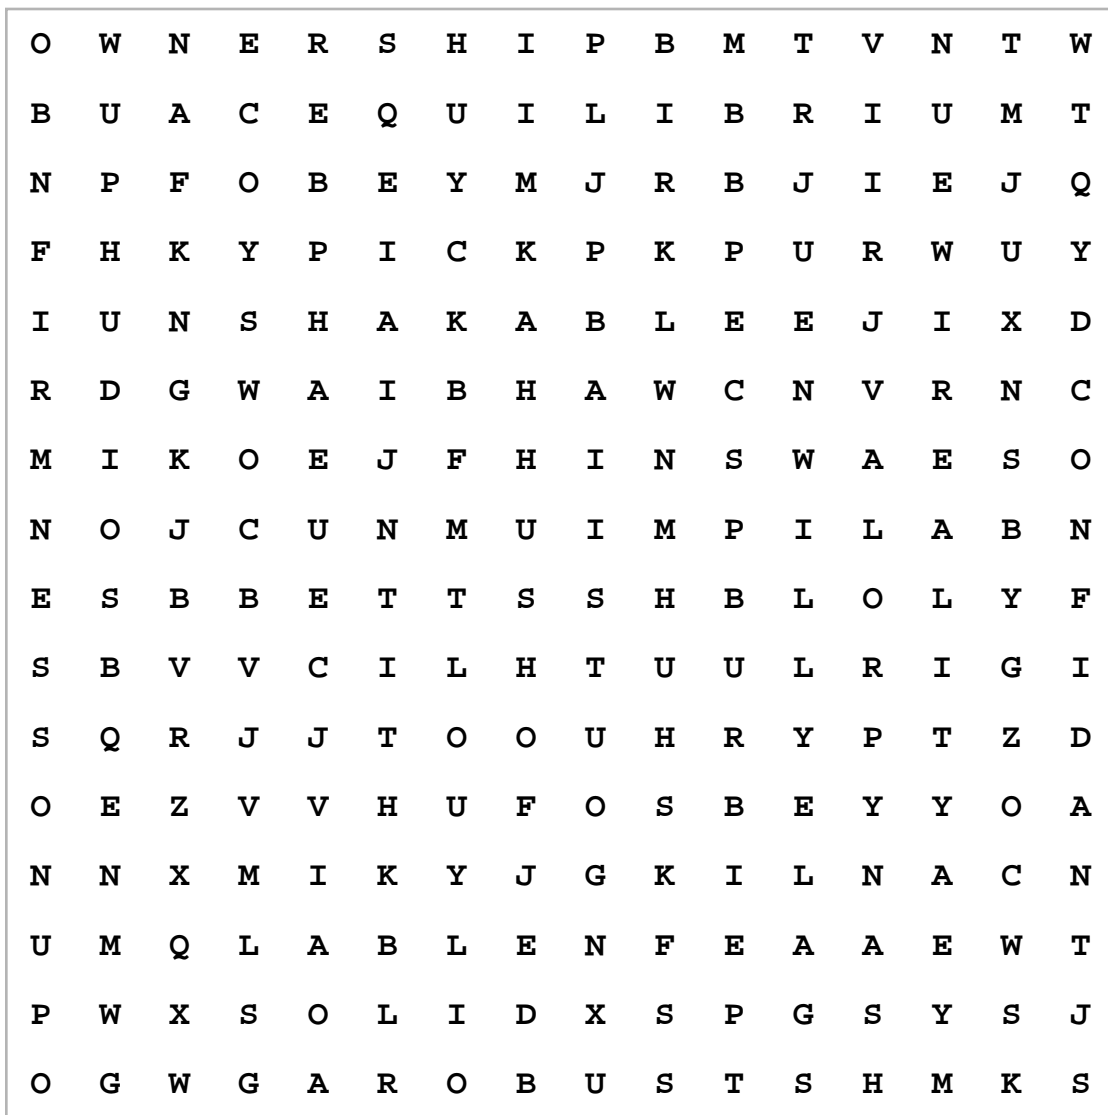 O W N E R S H I P B M T V N T W
B U A C E Q U I L I B R I U M T
N P F O B E Y M J R B J I E J Q
F H K Y P I C K P K P U R W U Y
I U N S H A K A B L E E J I X D
R D G W A I B H A W C N V R N C
M I K O E J F H I N S W A E S O
N O J C U N M U I M P I L A B N
E S B B E T T S S H B L O L Y F
S B V V C I L H T U U L R I G I
S Q R J J T O O U H R Y P T Z D
O E Z V V H U F O S B E Y Y O A
N N X M I K Y J G K I L N A C N
U M Q L A B L E N F E A A E W T
P W X S O L I D X S P G S Y S J
O G W G A R O B U S T S H M K S